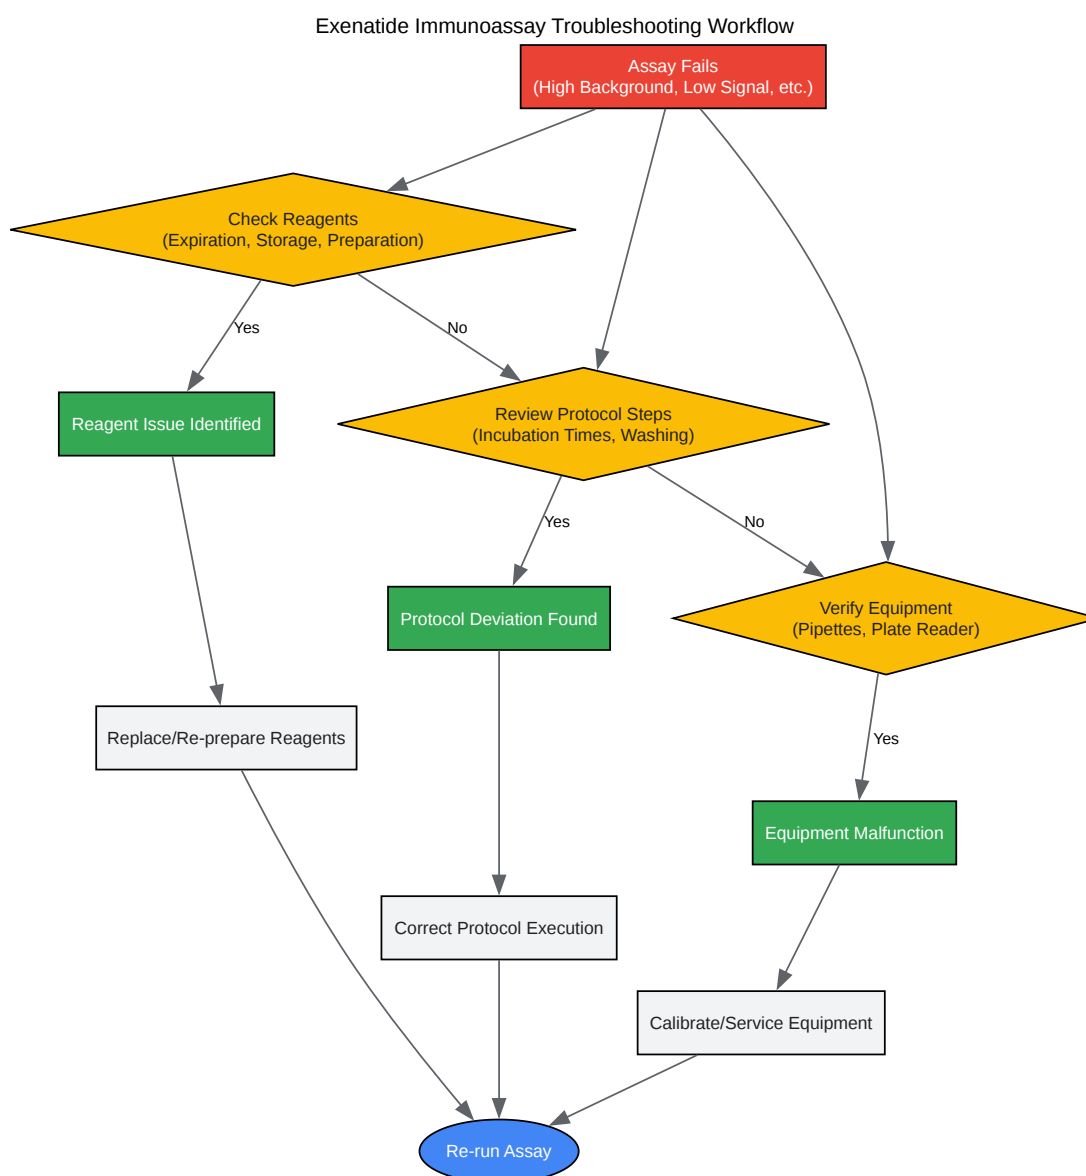 Exenatide Immunoassay Troubleshooting Workflow
Assay Fails
(High Background, Low Signal, etc.)
Check Reagents
(Expiration, Storage, Preparation)
Yes
No
Reagent Issue Identified
Review Protocol Steps
(Incubation Times, Washing)
Yes
No
Protocol Deviation Found
Verify Equipment
(Pipettes, Plate Reader)
Replace/Re-prepare Reagents
Yes
Equipment Malfunction
Correct Protocol Execution
Calibrate/Service Equipment
Re-run Assay